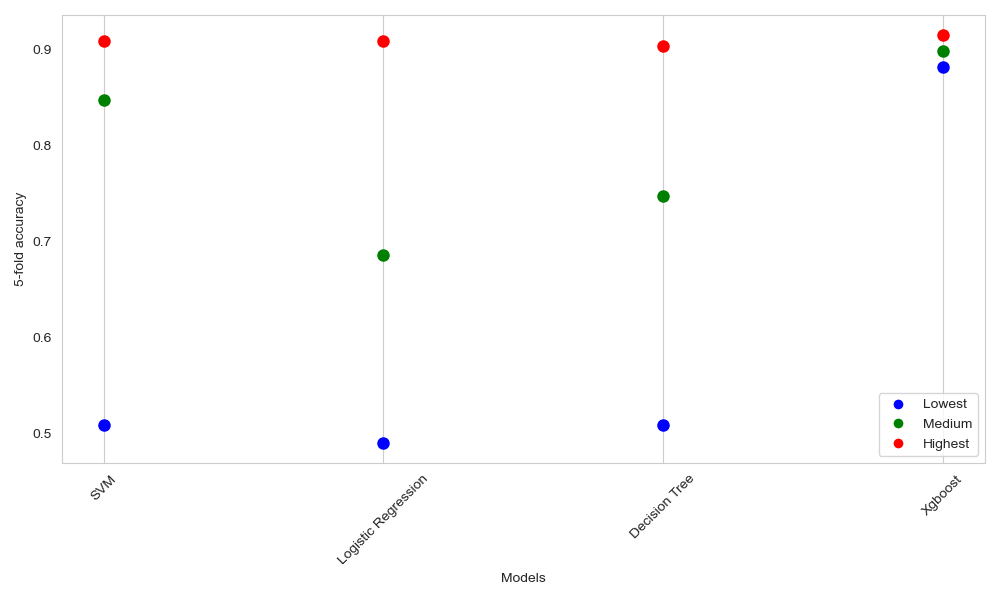 0.9
0.8
0.7
0.6
0.5
5-fold accuracy
Lowest
Medium
Highest
SVM
Logistic Regression
Decision Tree
Xgboost
Models